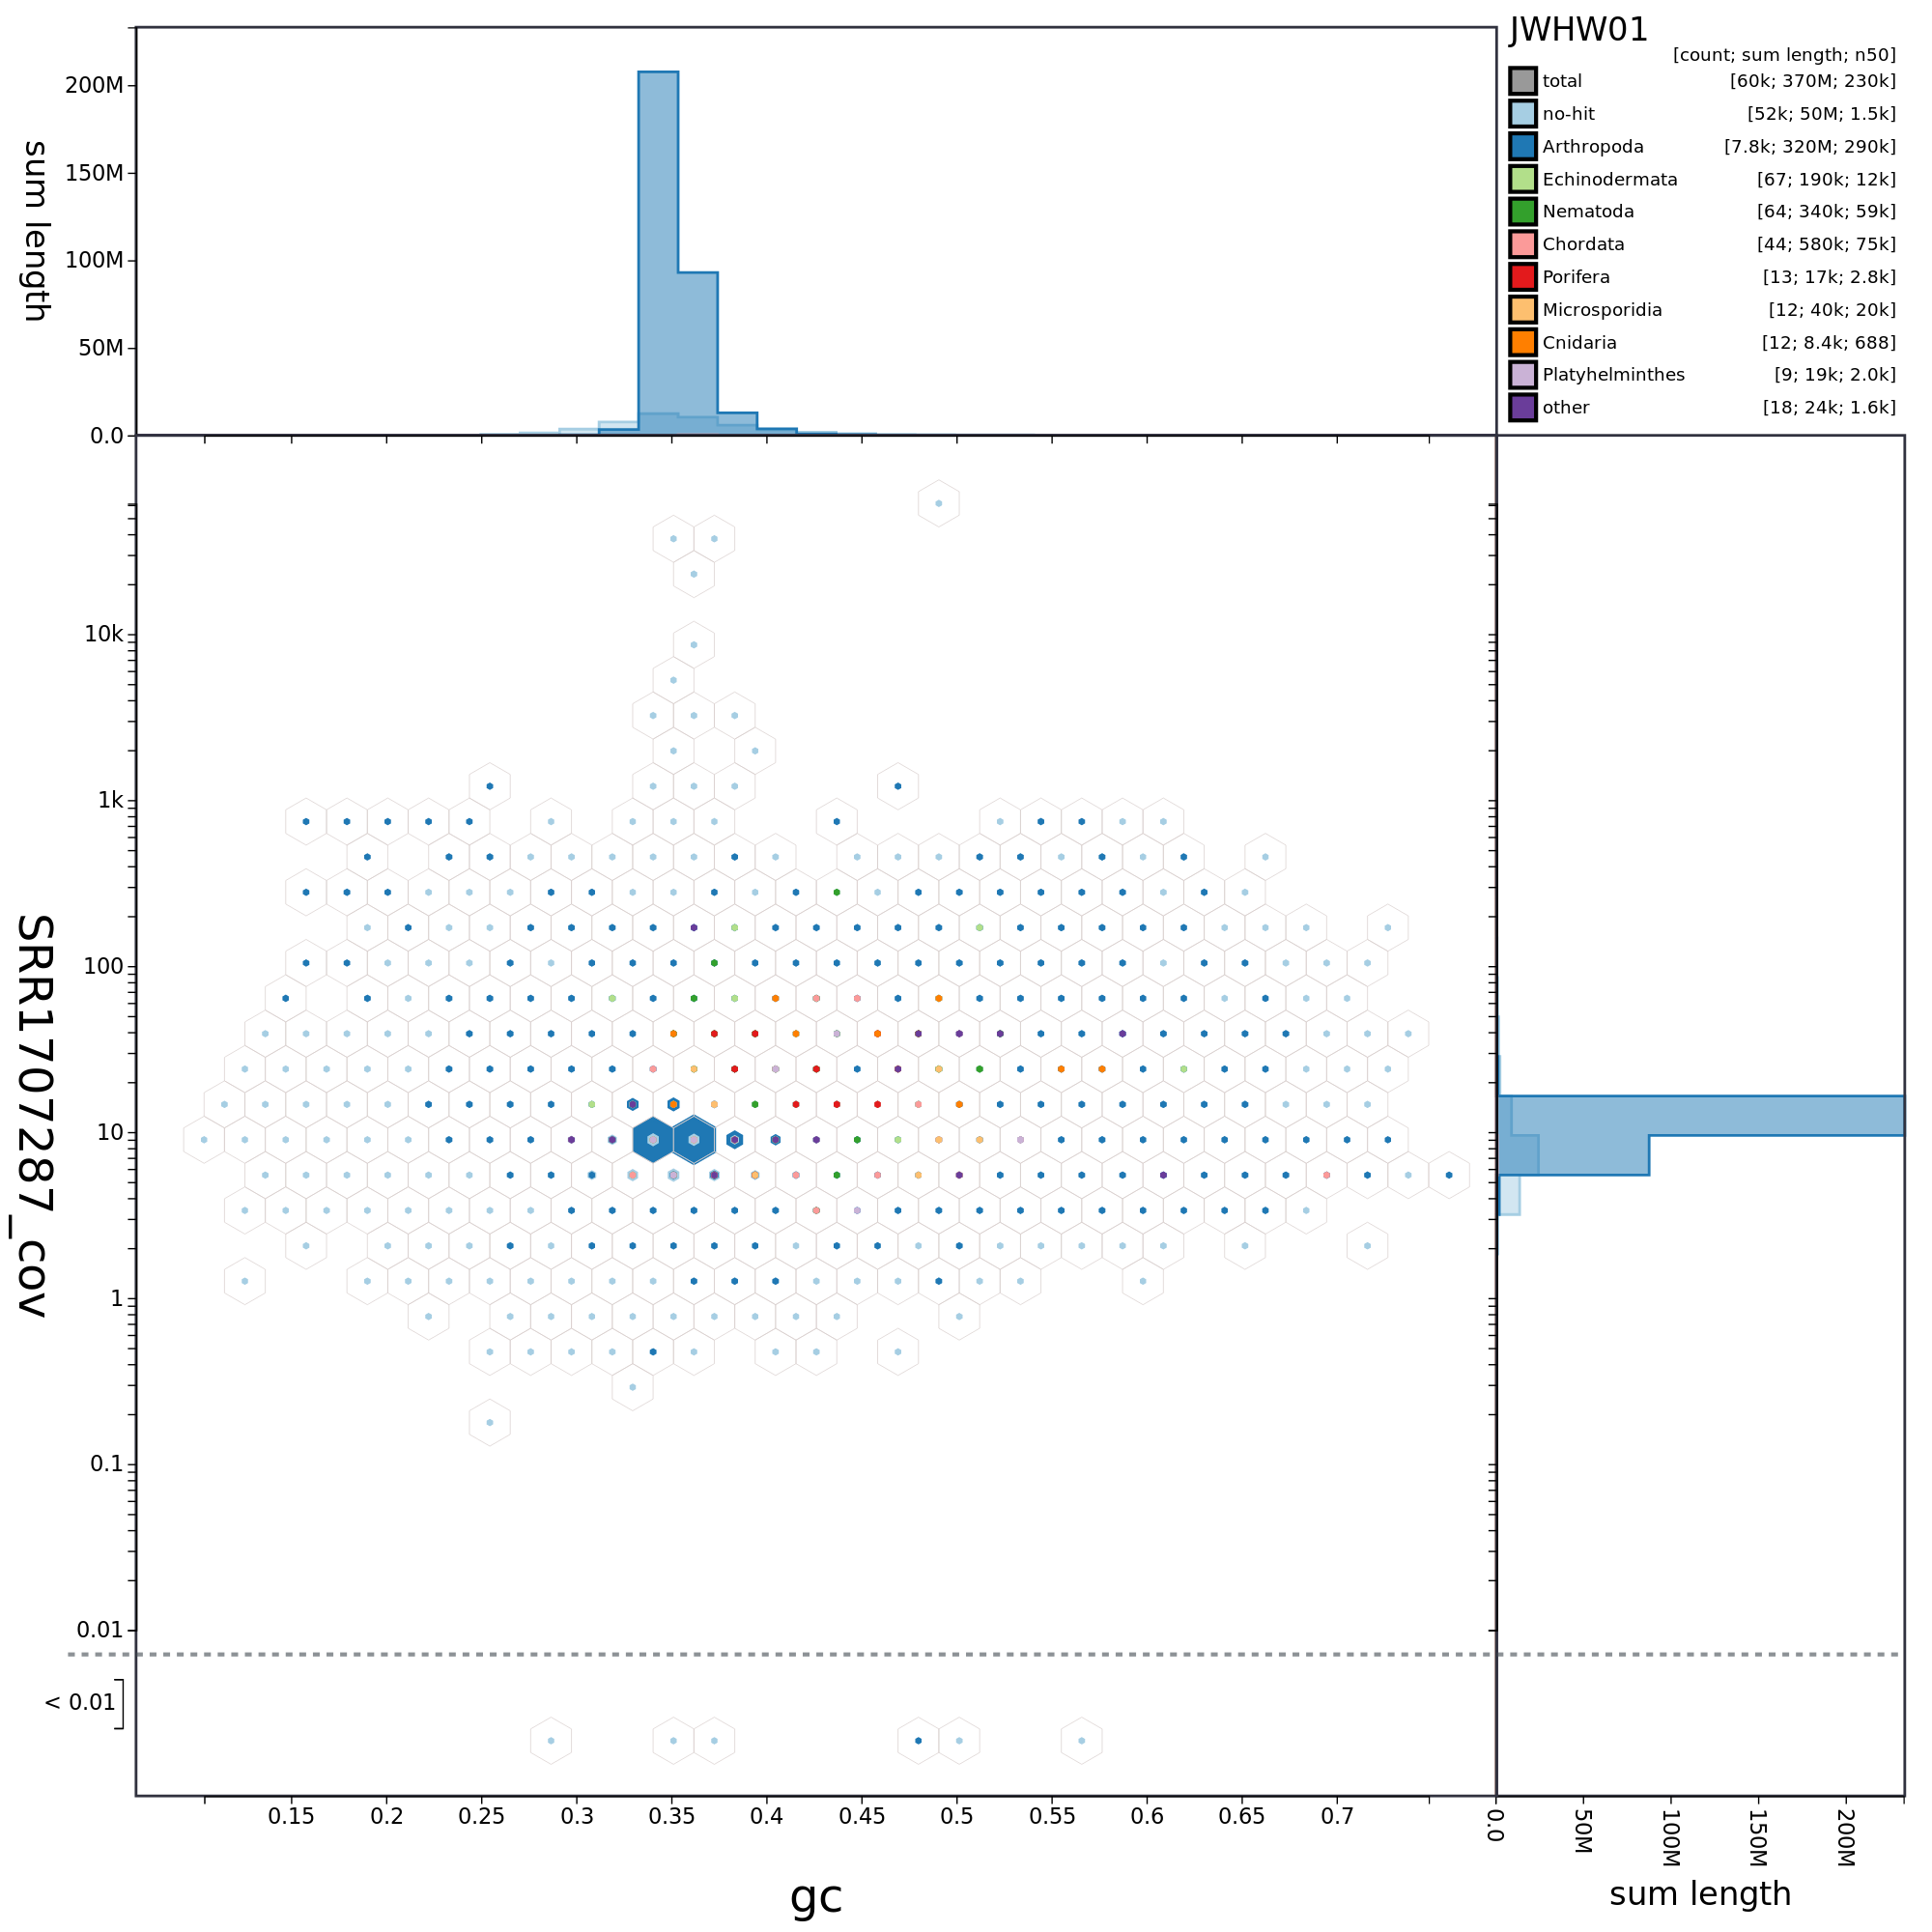 JWHW01
[count; sum length; n50]
total [60k; 370M; 230k]
no-hit [52k; 50M; 1.5k]
Arthropoda [7.8k; 320M; 290k]
Echinodermata [67; 190k; 12k]
Nematoda [64; 340k; 59k]
Chordata [44; 580k; 75k]
Porifera [13; 17k; 2.8k]
Microsporidia [12; 40k; 20k]
Cnidaria [12; 8.4k; 688]
Platyhelminthes [9; 19k; 2.0k]
other [18; 24k; 1.6k]
sum length
200M
150M
100M
50M
0.0
SRR1707287_cov
10k
1k
100
10
1
0.1
0.01
< 0.01
0.15 0.2 0.25 0.3 0.35 0.4 0.45 0.5 0.55 0.6 0.65 0.7
gc
0.0 50M 100M 150M 200M
sum length